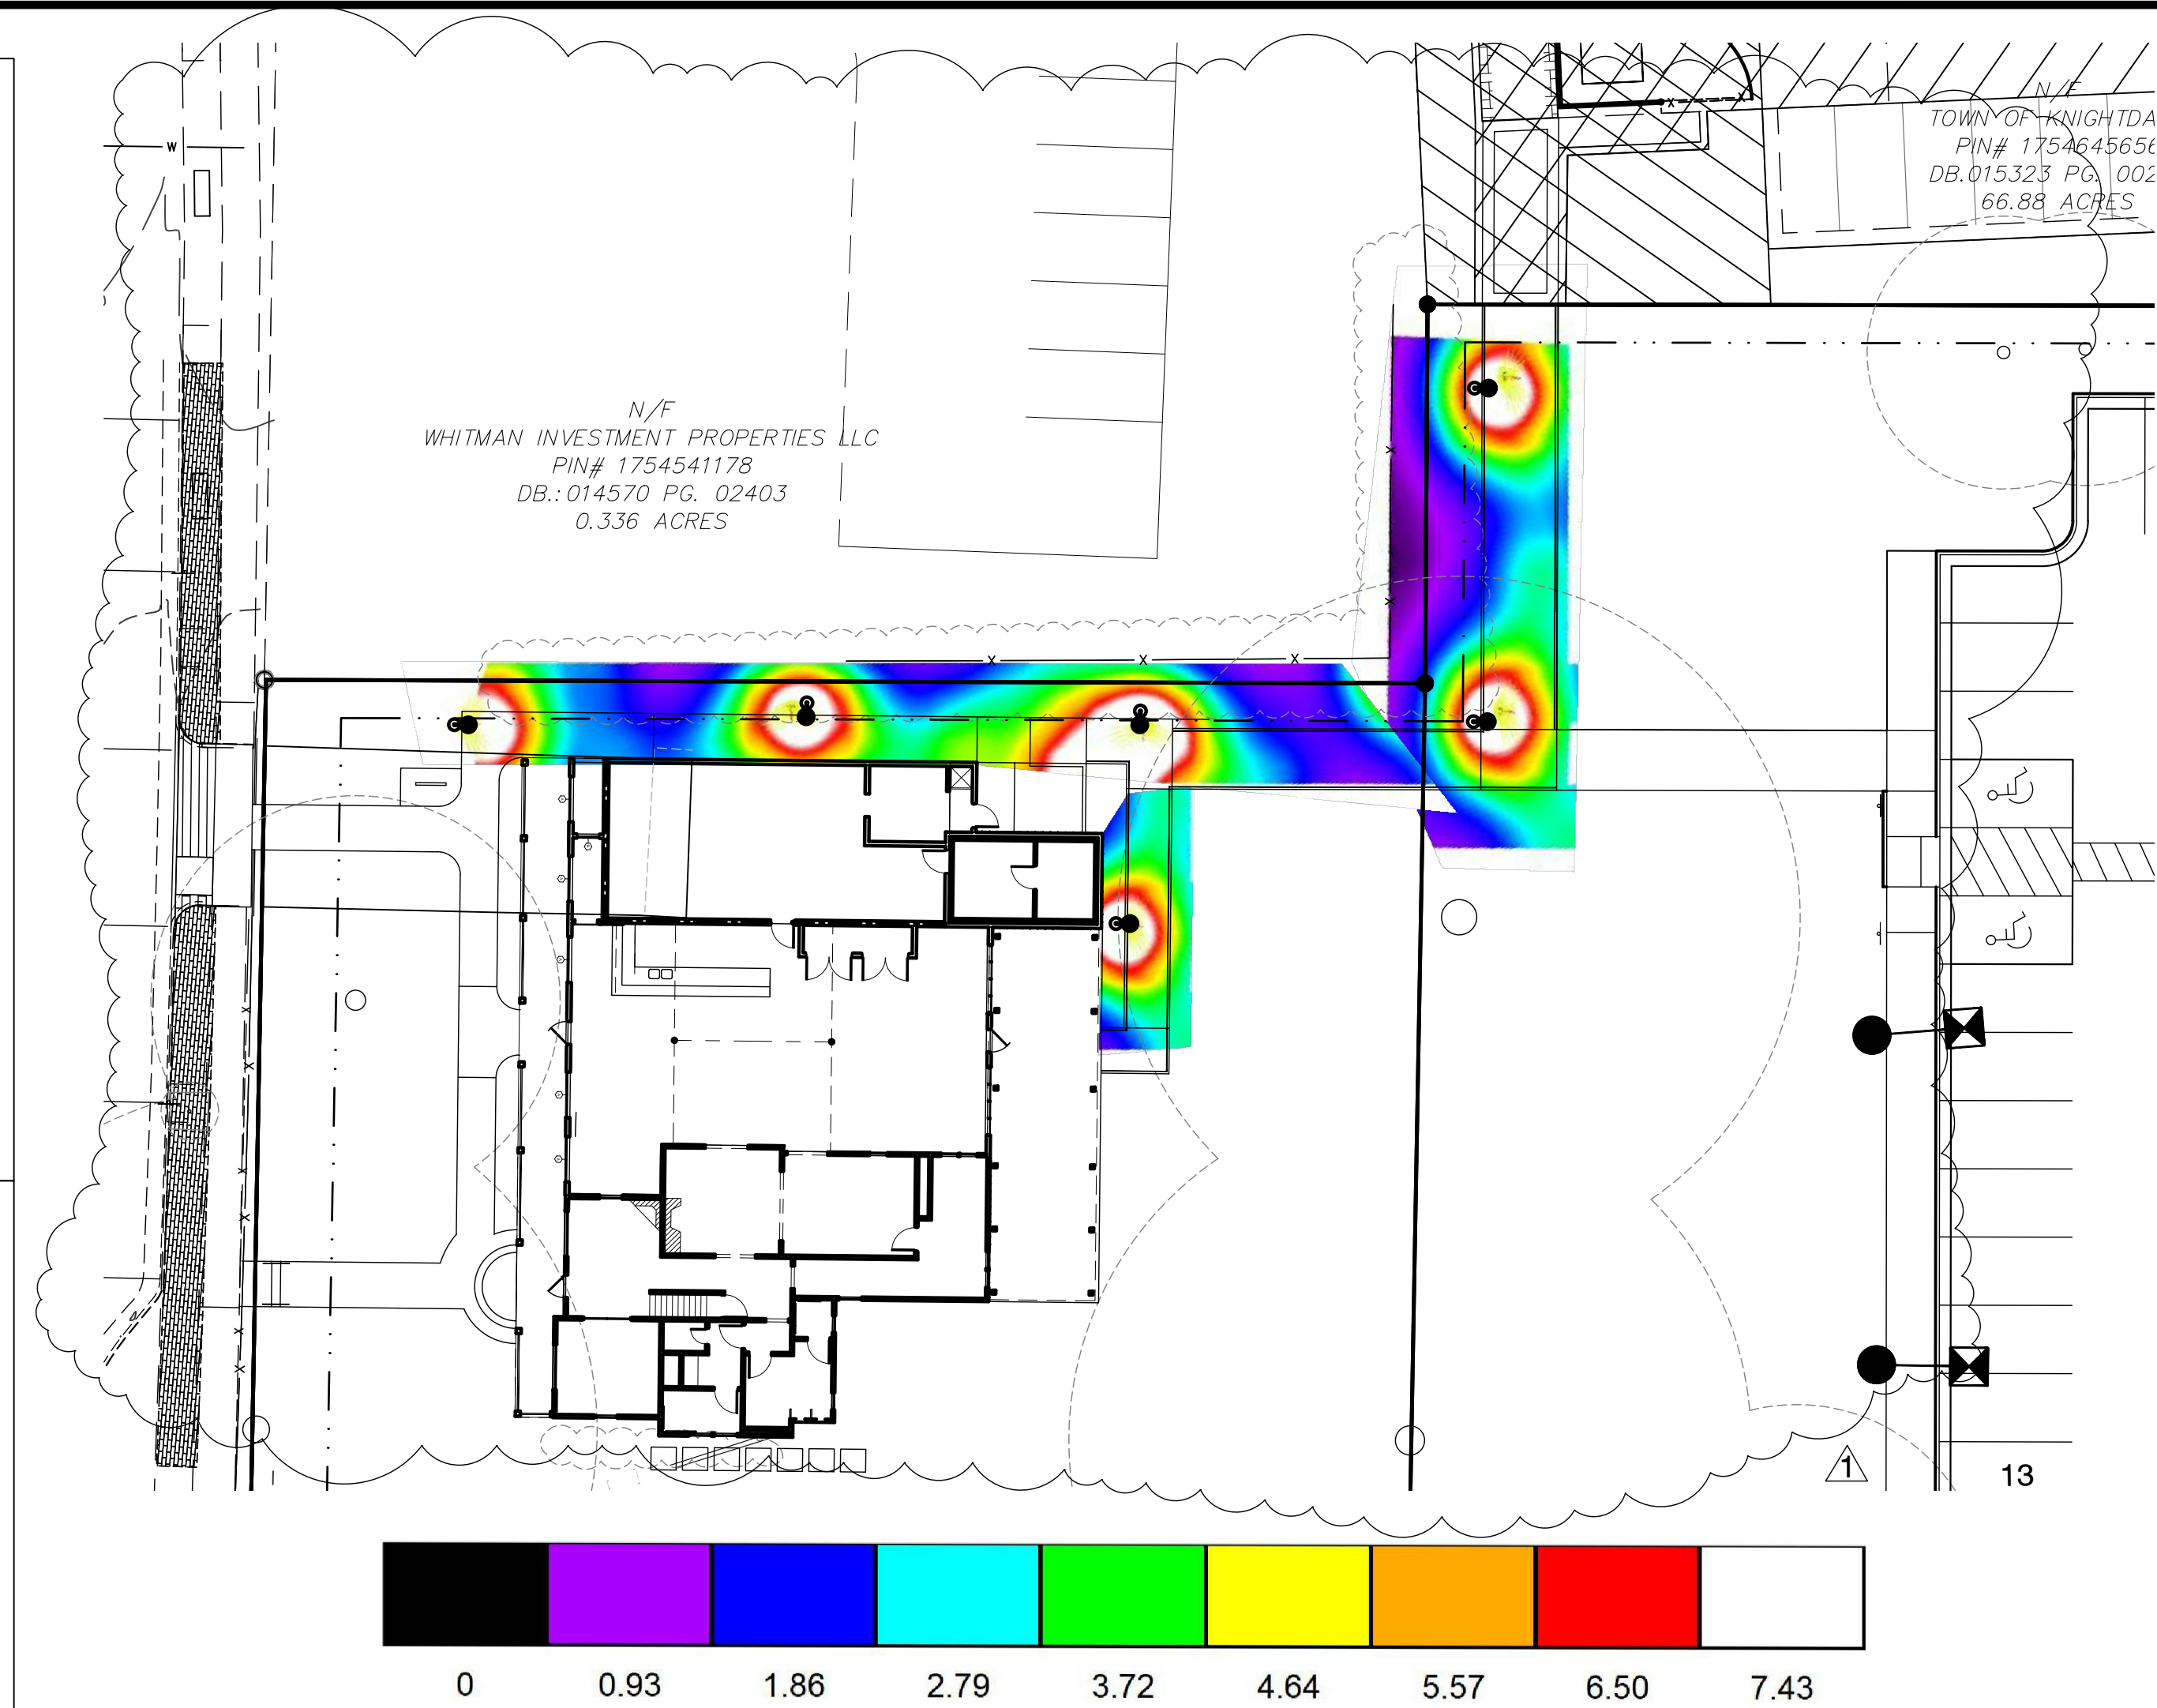 N/F
TOWN OF KNIGHTDA
PIN# 1754645656
DB.015323 PG. 002
66.88 ACRES
W
N/F
WHITMAN INVESTMENT PROPERTIES LLC
PIN# 1754541178
DB.: 014570 PG. 02403
0.336 ACRES
1
13
0 0.93 1.86 2.79 3.72 4.64 5.57 6.50 7.43